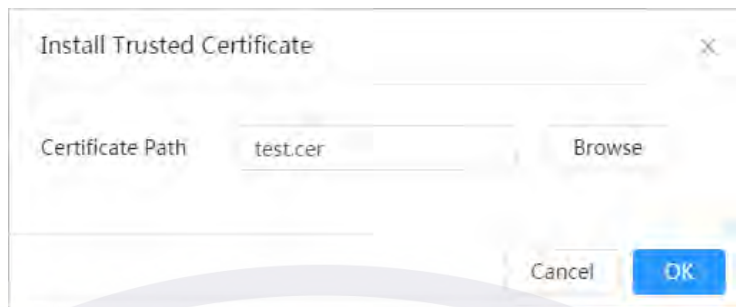 Install Trusted Certificate
Certificate Path test.cer Browse
Cancel OK